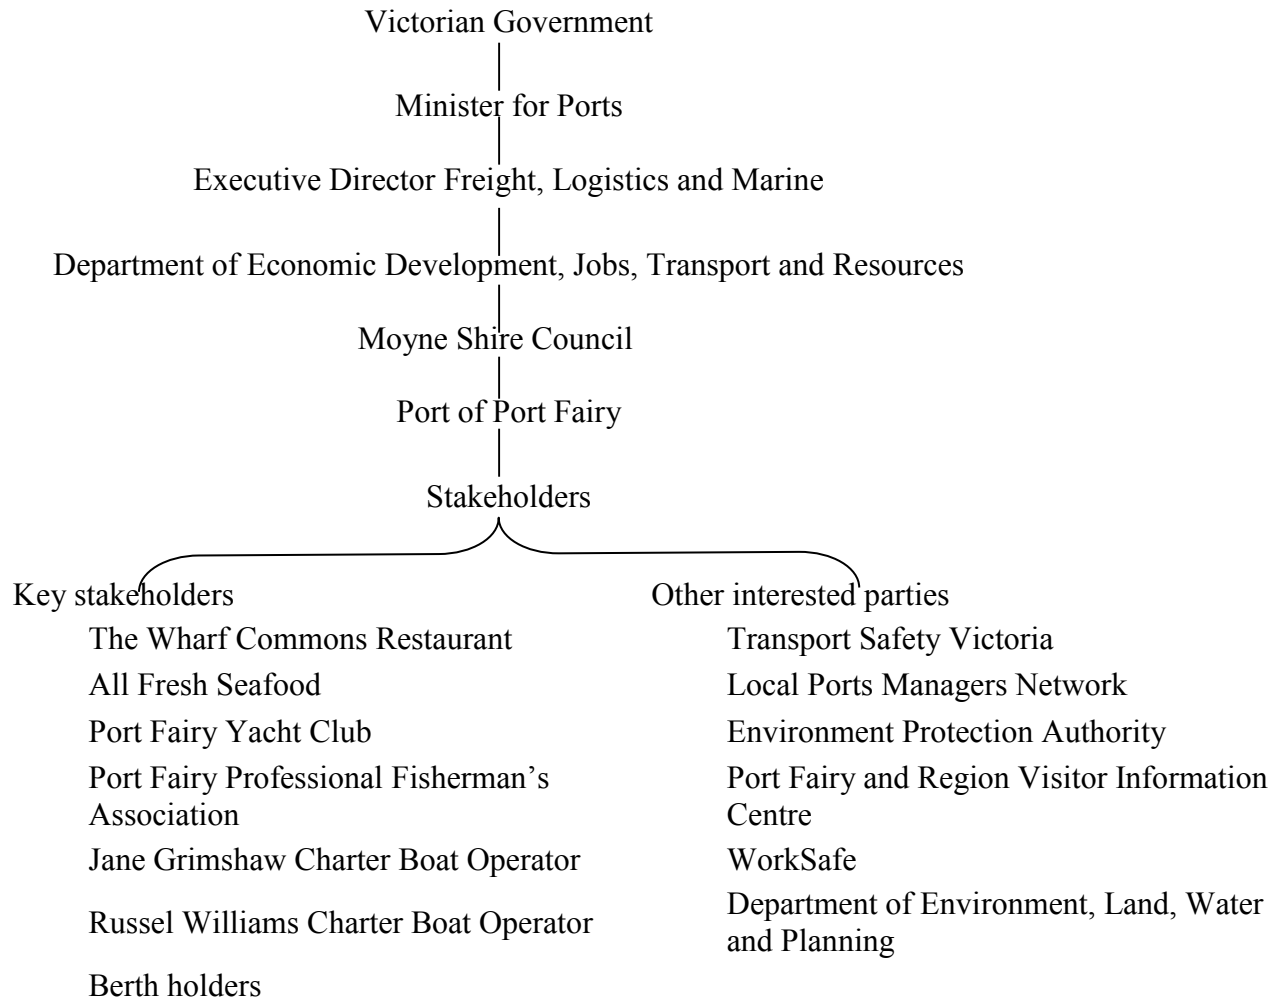 Victorian Government
Minister for Ports
Executive Director Freight, Logistics and Marine
Department of Economic Development, Jobs, Transport and Resources
Moyne Shire Council
Port of Port Fairy
Stakeholders
Key stakeholders
The Wharf Commons Restaurant
All Fresh Seafood
Port Fairy Yacht Club
Port Fairy Professional Fisherman’s
Association
Jane Grimshaw Charter Boat Operator
Russel Williams Charter Boat Operator
Berth holders
Other interested parties
Transport Safety Victoria
Local Ports Managers Network
Environment Protection Authority
Port Fairy and Region Visitor Information
Centre
WorkSafe
Department of Environment, Land, Water
and Planning